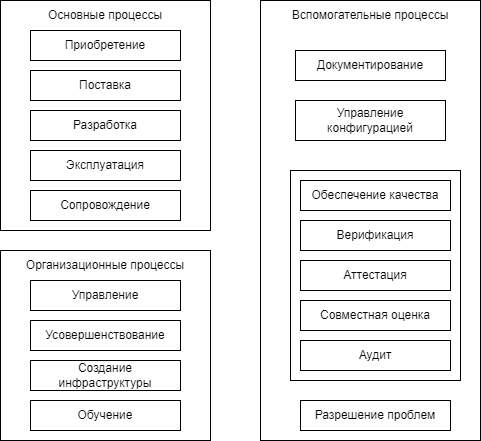 Основные процессы
Приобретение
Поставка
Разработка
Эксплуатация
Сопровождение
Организационные процессы
Управление
Усовершенствование
Создание
инфраструктуры
Обучение
Вспомогательные процессы
Документирование
Управление
конфигурацией
Обеспечение качества
Верификация
Аттестация
Совместная оценка
Аудит
Разрешение проблем